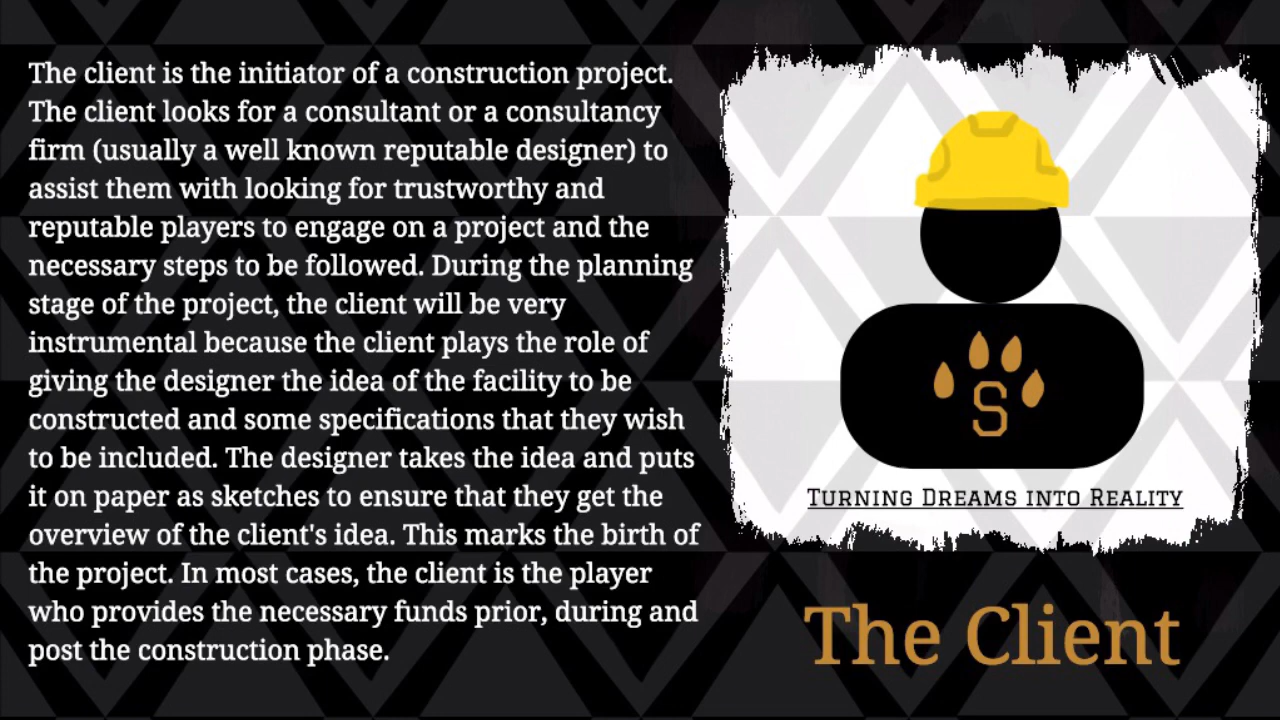 The client is the initiator of a construction project.
The client looks for a consultant or a consultancy
firm (usually a well known reputable designer) to
assist them with looking for trustworthy and
reputable players to engage on a project and the
necessary steps to be followed. During the planning
stage of the project, the client will be very
instrumental because the client plays the role of
giving the designer the idea of the facility to be
constructed and some specifications that they wish
to be included. The designer takes the idea and puts
it on paper as sketches to ensure that they get the
overview of the client's idea. This marks the birth of
the project. In most cases, the client is the player
who provides the necessary funds prior, during and
post the construction phase.
S
Turning Dreams into Reality
The Client